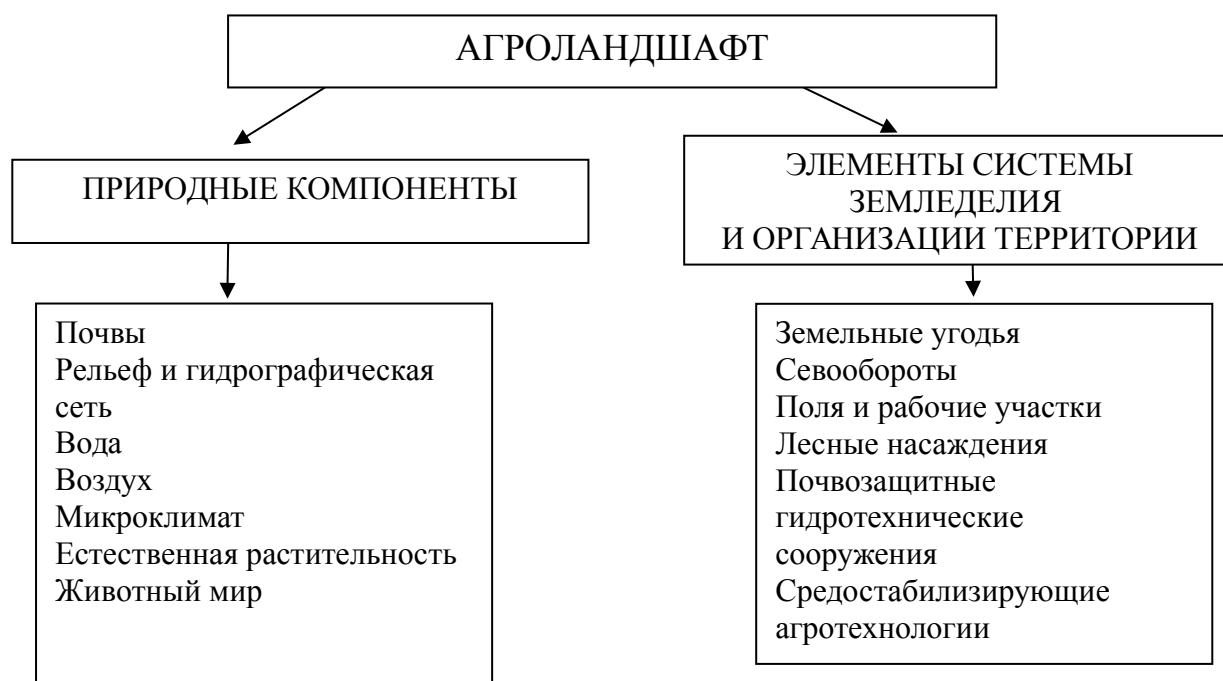 АГРОЛАНДШАФТ
ПРИРОДНЫЕ КОМПОНЕНТЫ
ЭЛЕМЕНТЫ СИСТЕМЫ
ЗЕМЛЕДЕЛИЯ
И ОРГАНИЗАЦИИ ТЕРРИТОРИИ
Почвы
Рельеф и гидрографическая
сеть
Вода
Воздух
Микроклимат
Естественная растительность
Животный мир
Земельные угодья
Севообороты
Поля и рабочие участки
Лесные насаждения
Почвозащитные
гидротехнические
сооружения
Средостабилизирующие
агротехнологии